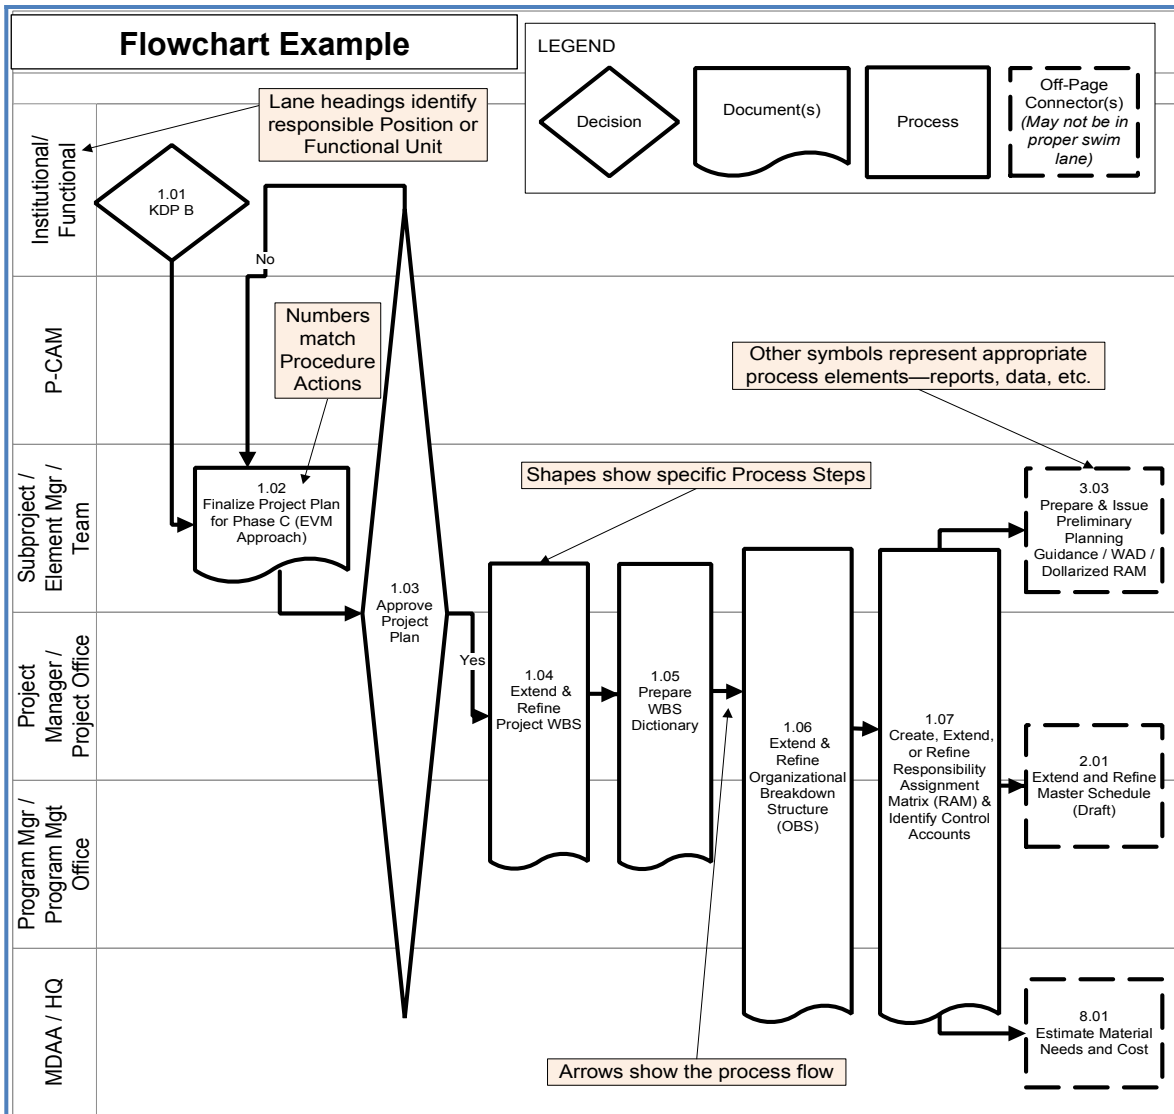 Flowchart Example
LEGEND
Decision
Document(s)
Process
Off-Page
Connector(s)
(May not be in
proper swim
lane)
Lane headings identify
responsible Position or
Functional Unit
Institutional/
Functional
1.01
KDP B
No
P-CAM
Numbers
match
Procedure
Actions
Other symbols represent appropriate
process elements—reports, data, etc.
Subproject /
Element Mgr /
Team
1.02
Finalize Project Plan
for Phase C (EVM
Approach)
Shapes show specific Process Steps
3.03
Prepare & Issue
Preliminary
Planning
Guidance / WAD /
Dollarized RAM
Project
Manager /
Project Office
1.03
Approve
Project
Plan
Yes
1.04
Extend &
Refine
Project WBS
1.05
Prepare
WBS
Dictionary
1.06
Extend &
Refine
Organizational
Breakdown
Structure
(OBS)
1.07
Create, Extend,
or Refine
Responsibility
Assignment
Matrix (RAM) &
Identify Control
Accounts
2.01
Extend and Refine
Master Schedule
(Draft)
Program Mgr /
Program Mgt
Office
MDAA / HQ
8.01
Estimate Material
Needs and Cost
Arrows show the process flow